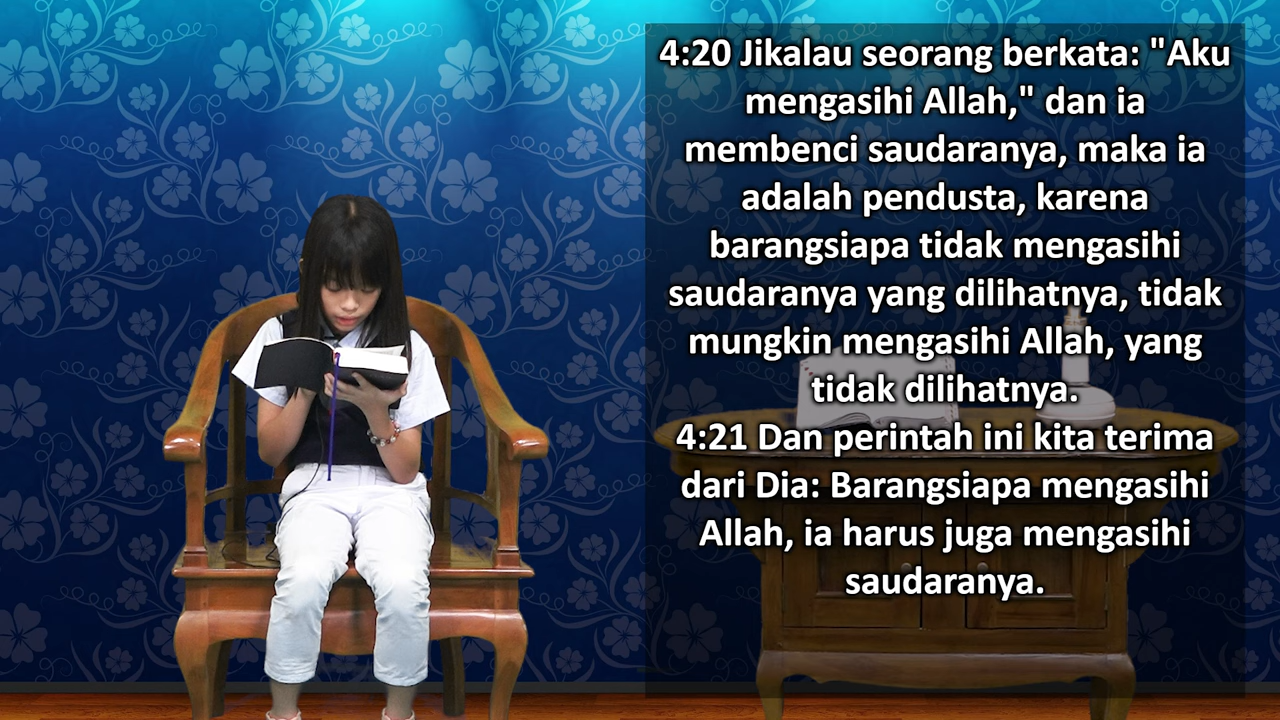 4:20 Jikalau seorang berkata: "Aku
mengasihi Allah," dan ia
membenci saudaranya, maka ia
adalah pendusta, karena
barangsiapa tidak mengasihi
saudaranya yang dilihatnya, tidak
mungkin mengasihi Allah, yang
tidak dilihatnya.
4:21 Dan perintah ini kita terima
dari Dia: Barangsiapa mengasihi
Allah, ia harus juga mengasihi
saudaranya.